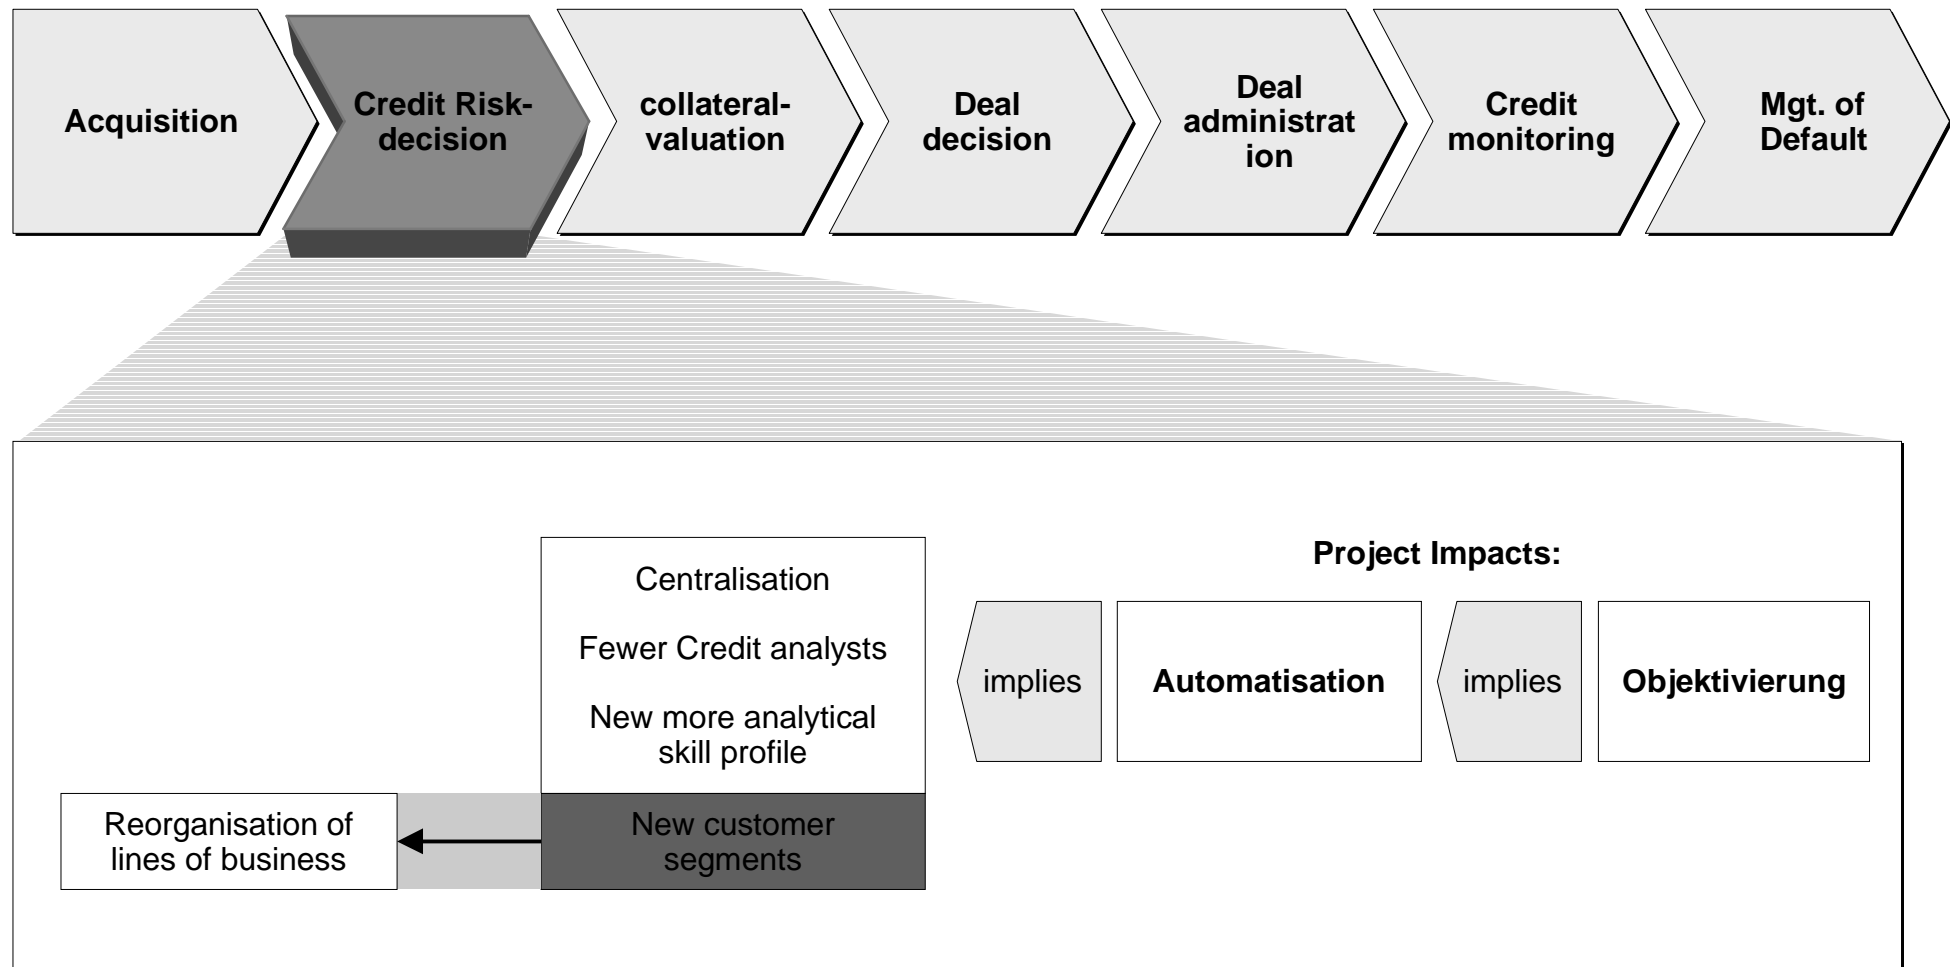 Acquisition
Credit Risk-
decision
collateral-
valuation
Deal
decision
Deal
administrat
ion
Credit
monitoring
Mgt. of
Default
Project Impacts:
Centralisation
Fewer Credit analysts
New more analytical
skill profile
implies
Automatisation
implies
Objektivierung
Reorganisation of
lines of business
New customer
segments